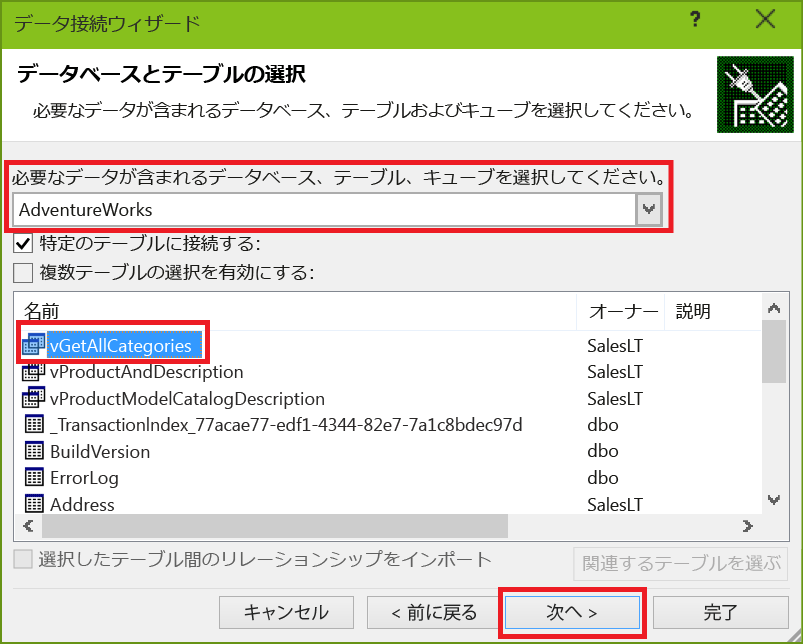 データ接続ウィザード ?
データベースとテーブルの選択
必要なデータが含まれるデータベース、テーブルおよびキューブを選択してください。
必要なデータが含まれるデータベース、テーブル、キューブを選択してください。
AdventureWorks
特定のテーブルに接続する:
複数テーブルの選択を有効にする:
名前 オーナー 説明
vGetAllCategories SalesLT
vProductAndDescription SalesLT
vProductModelCatalogDescription SalesLT
_TransactionIndex_77acae77-edf1-4344-82e7-7a1c8bdec97d dbo
BuildVersion dbo
ErrorLog dbo
Address SalesLT
選択したテーブル間のリレーションシップをインポート 関連するテーブルを選ぶ
キャンセル < 前に戻る 次へ > 完了